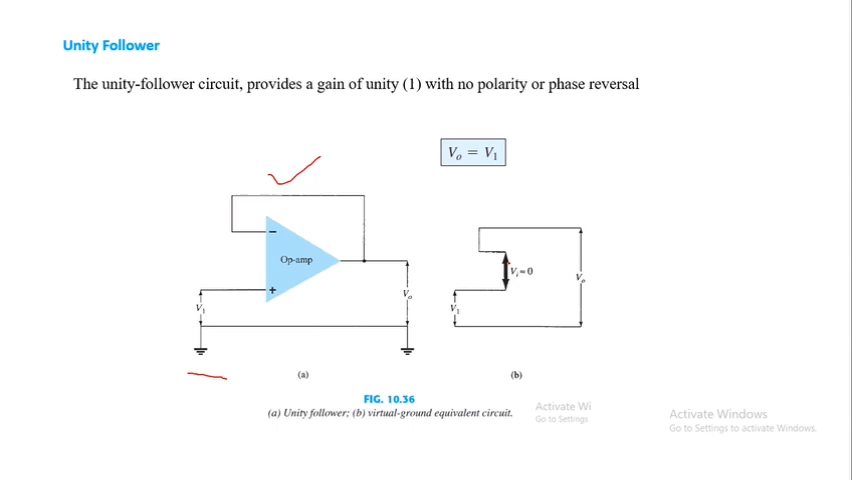 Unity Follower
The unity-follower circuit, provides a gain of unity (1) with no polarity or phase reversal
Vₒ = V₁
−
Op-amp
+
V₁
Vₒ
Vᵢ=0
Vₒ
V₁
(a)
(b)
FIG. 10.36
(a) Unity follower; (b) virtual-ground equivalent circuit.
Activate Wi
Go to Settings
Activate Windows
Go to Settings to activate Windows.